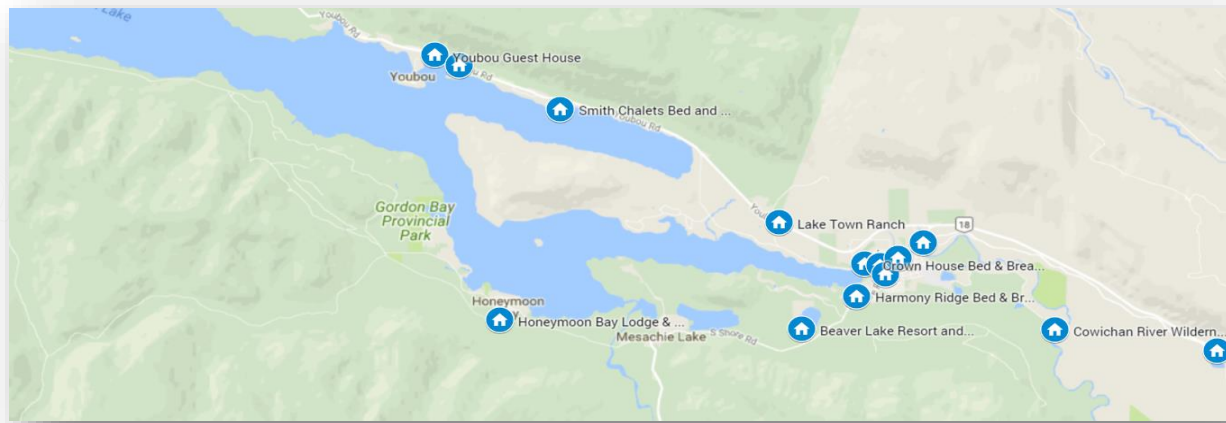 Lake
Youbou Rd
Youbou Guest House
Rd
Youbou
Smith Chalets Bed and ...
Youbou Rd
Gordon Bay
Provincial
Park
Lake Town Ranch
18
Crown House Bed & Brea...
Harmony Ridge Bed & Br...
Honeymoon
Honeymoon Bay Lodge & ...
Beaver Lake Resort and...
Cowichan River Wildern...
S Shore Rd
Mesachie Lake